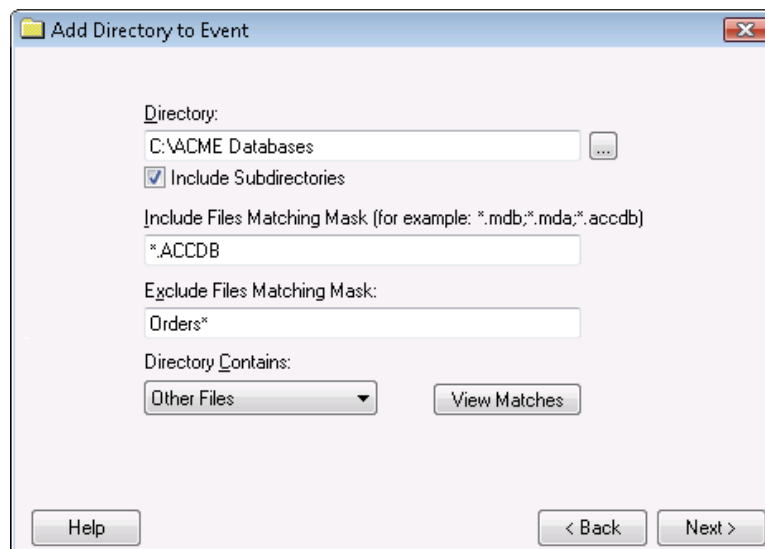 Add Directory to Event
Directory:
C:\ACME Databases
...
Include Subdirectories
Include Files Matching Mask (for example: *.mdb;*.mda;*.accdb)
*.ACCDB
Exclude Files Matching Mask:
Orders*
Directory Contains:
Other Files
View Matches
Help
< Back
Next >